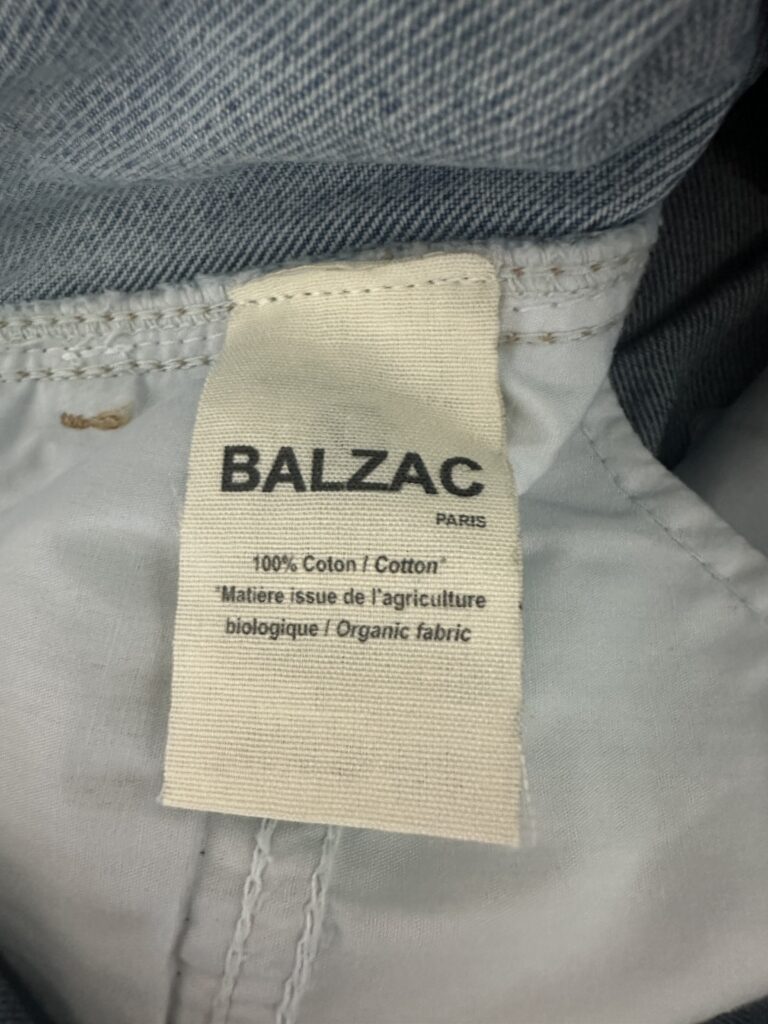 BALZAC
PARIS
100% Coton / Cotton*
*Matière issue de l'agriculture
biologique / Organic fabric